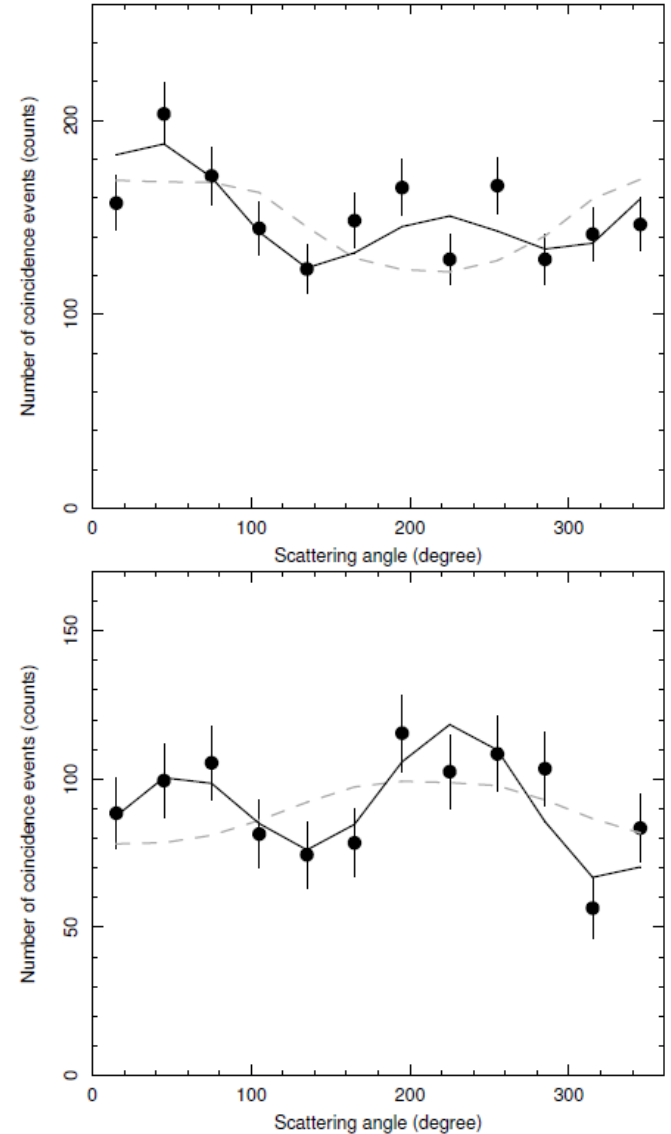 Number of coincidence events (counts)
200
100
0
0 100 200 300
Scattering angle (degree)
Number of coincidence events (counts)
150
100
50
0
0 100 200 300
Scattering angle (degree)